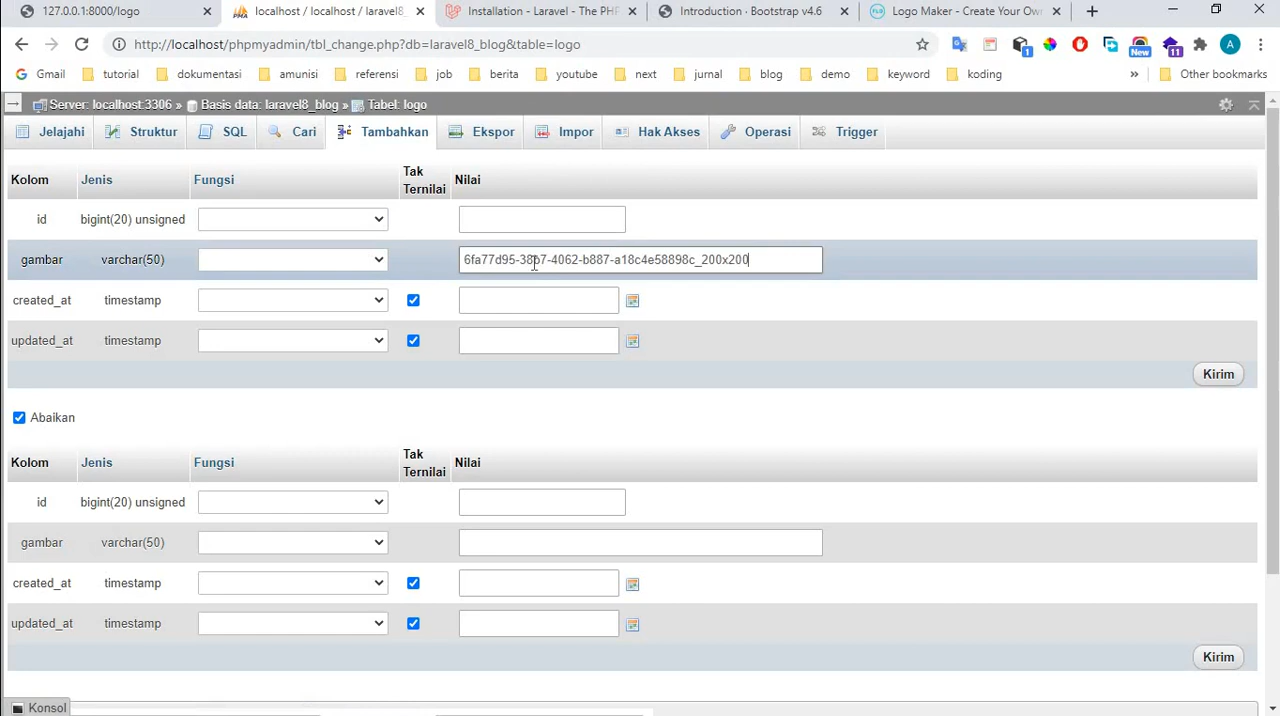 127.0.0.1:8000/logo
localhost / localhost / laravel8_
Installation - Laravel - The PHP
Introduction · Bootstrap v4.6
Logo Maker - Create Your Own
http://localhost/phpmyadmin/tbl_change.php?db=laravel8_blog&table=logo
1
New
11
A
Gmail
tutorial
dokumentasi
amunisi
referensi
job
berita
youtube
next
jurnal
blog
demo
keyword
koding
»
Other bookmarks
Server: localhost:3306 » Basis data: laravel8_blog » Tabel: logo
Jelajahi
Struktur
SQL
Cari
Tambahkan
Ekspor
Impor
Hak Akses
Operasi
Trigger
Kolom Jenis Fungsi Tak Ternilai Nilai
id bigint(20) unsigned
gambar varchar(50) 6fa77d95-38b7-4062-b887-a18c4e58898c_200x200
created_at timestamp
updated_at timestamp
Kirim
Abaikan
Kolom Jenis Fungsi Tak Ternilai Nilai
id bigint(20) unsigned
gambar varchar(50)
created_at timestamp
updated_at timestamp
Kirim
Konsol